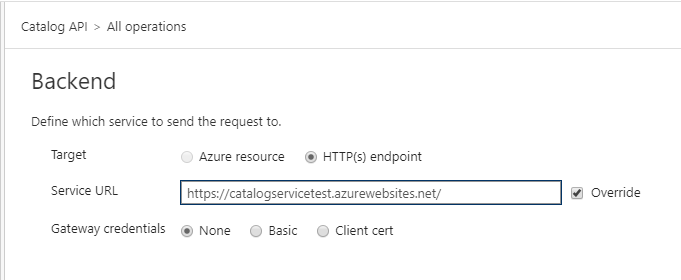 Catalog API > All operations
Backend
Define which service to send the request to.
Target Azure resource HTTP(s) endpoint
Service URL https://catalogservicetest.azurewebsites.net/ Override
Gateway credentials None Basic Client cert